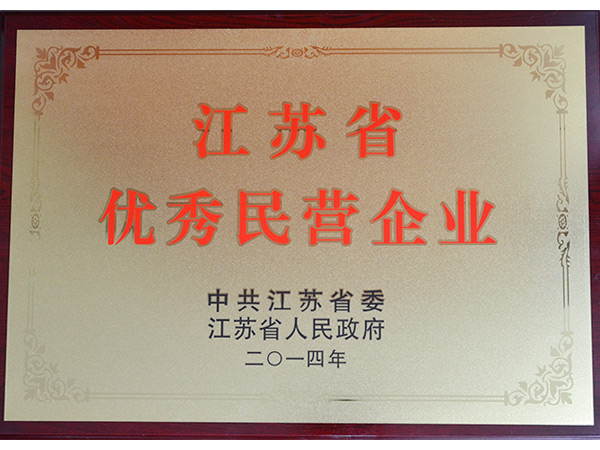 江苏省
优秀民营企业
中共江苏省委
江苏省人民政府
二〇一四年